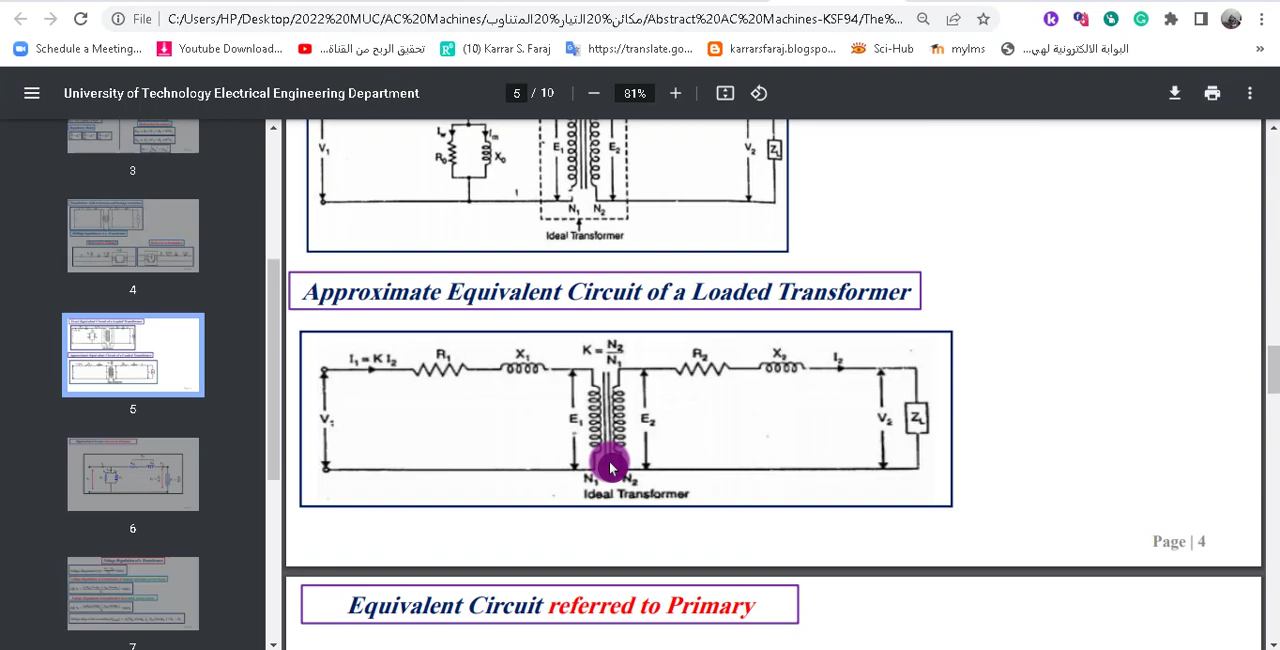 File
C:/Users/HP/Desktop/2022%20MUC/AC%20Machines/مكائن%20التيار%20المتناوب/Abstract%20AC%20Machines-KSF94/The%...
Schedule a Meeting...
Youtube Download...
تحقيق الربح من القناة...
(10) Karrar S. Faraj
https://translate.go...
karrarsfaraj.blogspo...
Sci-Hub
mylms
البوابة الالكترونية لهي...
»
University of Technology Electrical Engineering Department
5 / 10
81%
3
4
5
6
7
V1
Iw
Im
R0
X0
E1
E2
V2
ZL
N1 N2
Ideal Transformer
Approximate Equivalent Circuit of a Loaded Transformer
I1 = K I2
R1
X1
K = N2
N1
R2
X2
I2
V1
E1
E2
V2
ZL
N1 N2
Ideal Transformer
Page | 4
Equivalent Circuit referred to Primary